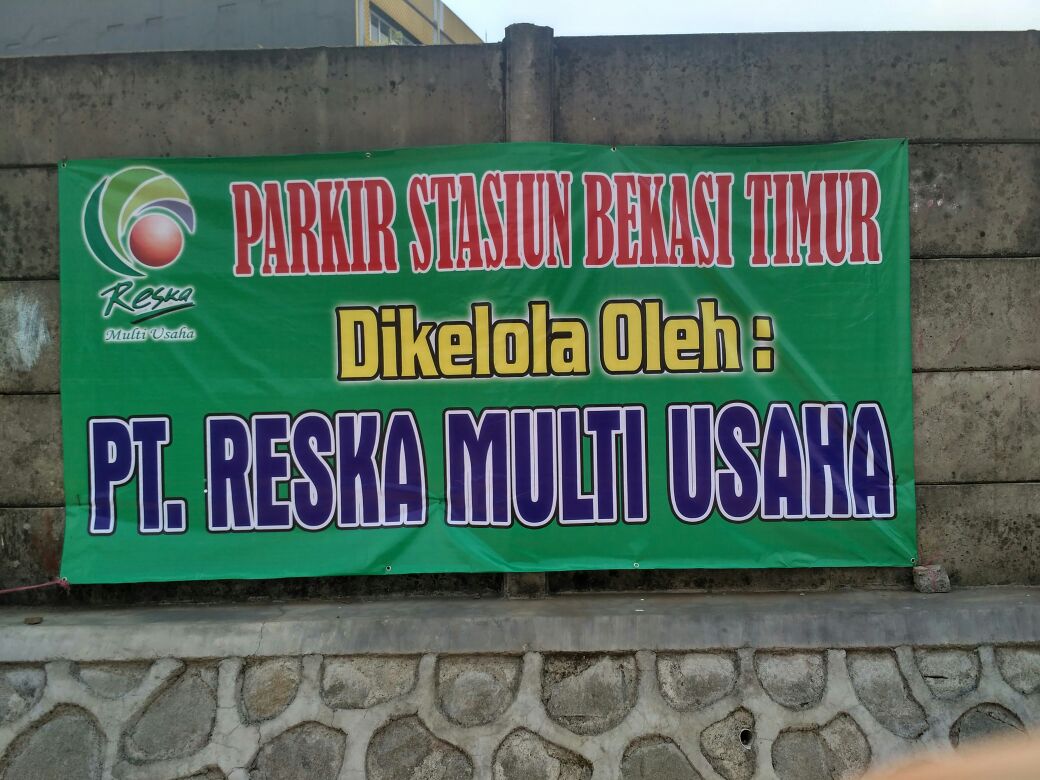 PARKIR STASIUN BEKASI TIMUR
Reska
Multi Usaha
Dikelola Oleh :
PT. RESKA MULTI USAHA